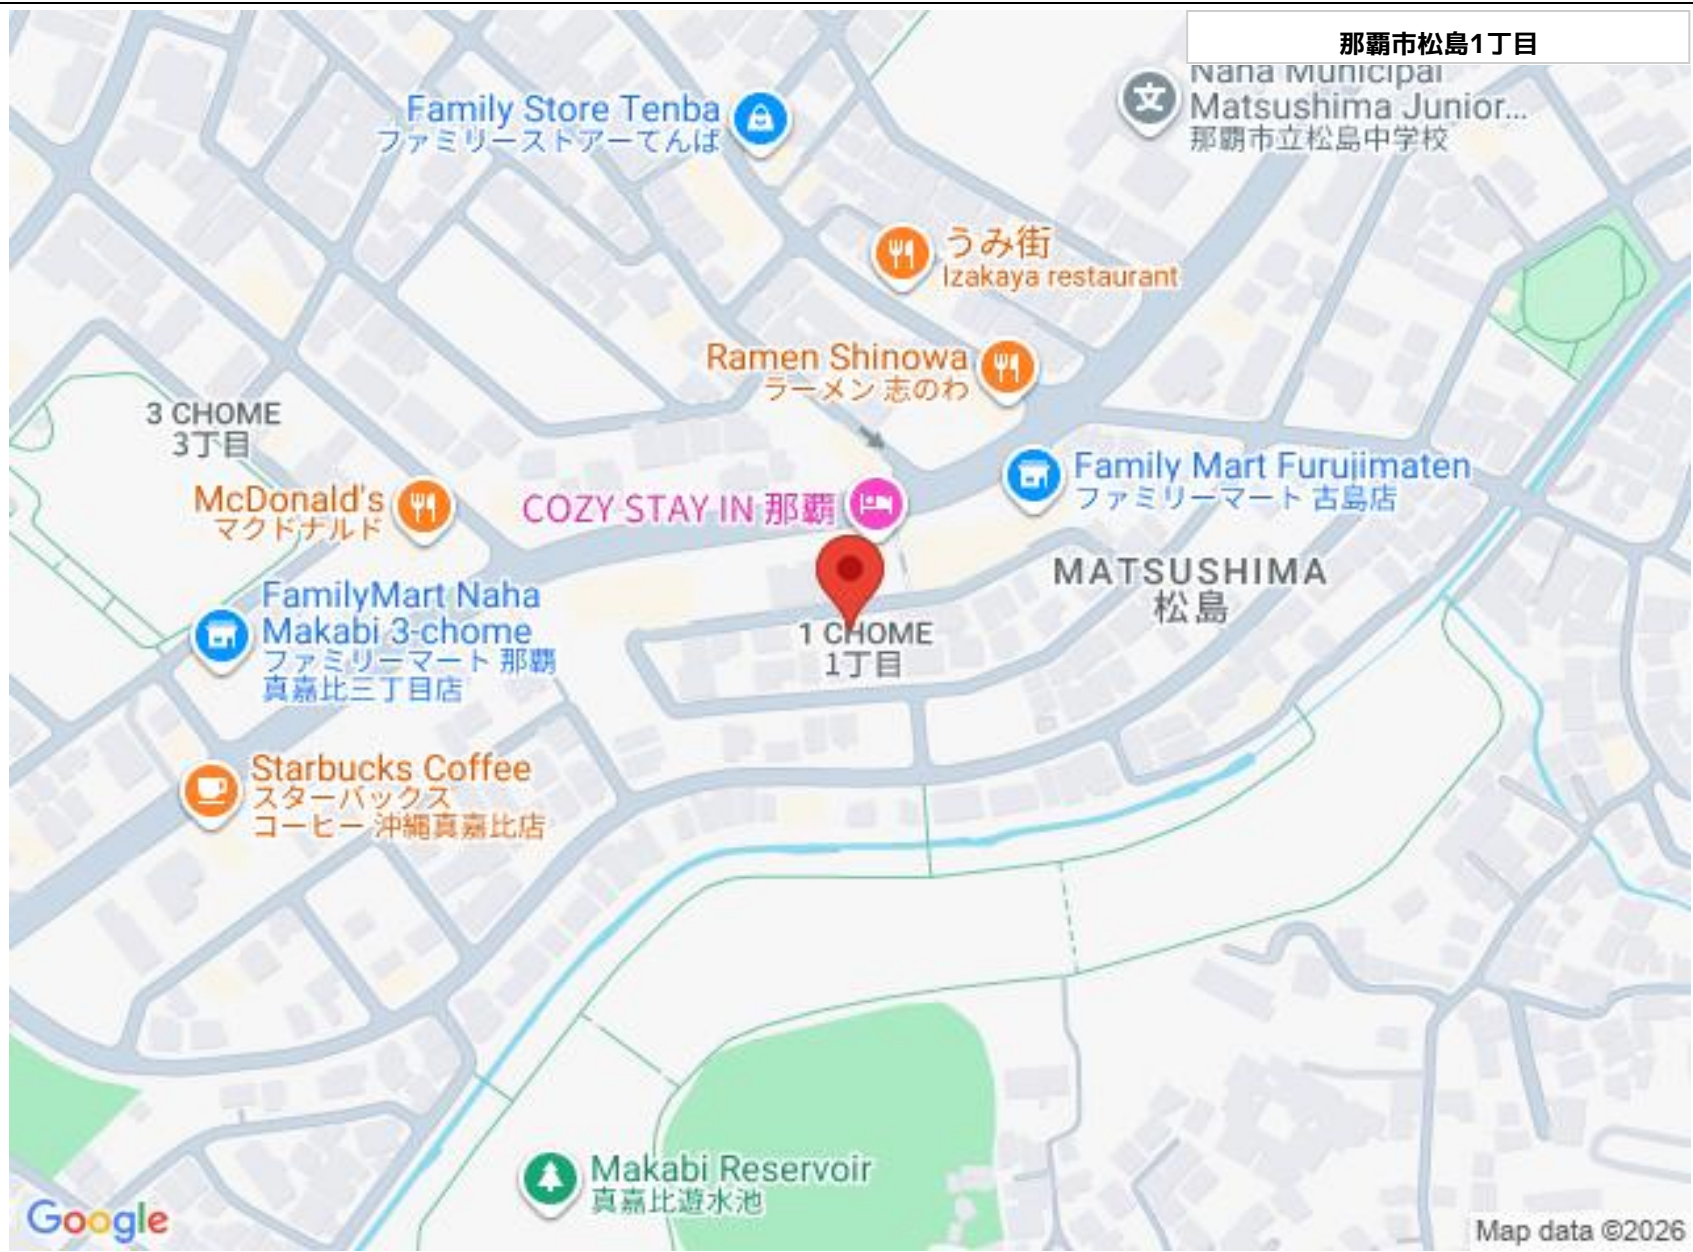 那覇市松島1丁目
Naha Municipal
Matsushima Junior...
那覇市立松島中学校
Family Store Tenba
ファミリーストアーてんば
うみ街
Izakaya restaurant
Ramen Shinowa
ラーメン 志のわ
3 CHOME
3丁目
McDonald's
マクドナルド
COZY STAY IN 那覇
Family Mart Furujimaten
ファミリーマート 古島店
MATSUSHIMA
松島
FamilyMart Naha
Makabi 3-chome
ファミリーマート 那覇
真嘉比三丁目店
1 CHOME
1丁目
Starbucks Coffee
スターバックス
コーヒー 沖縄真嘉比店
Makabi Reservoir
真嘉比遊水池
Google
Map data ©2026